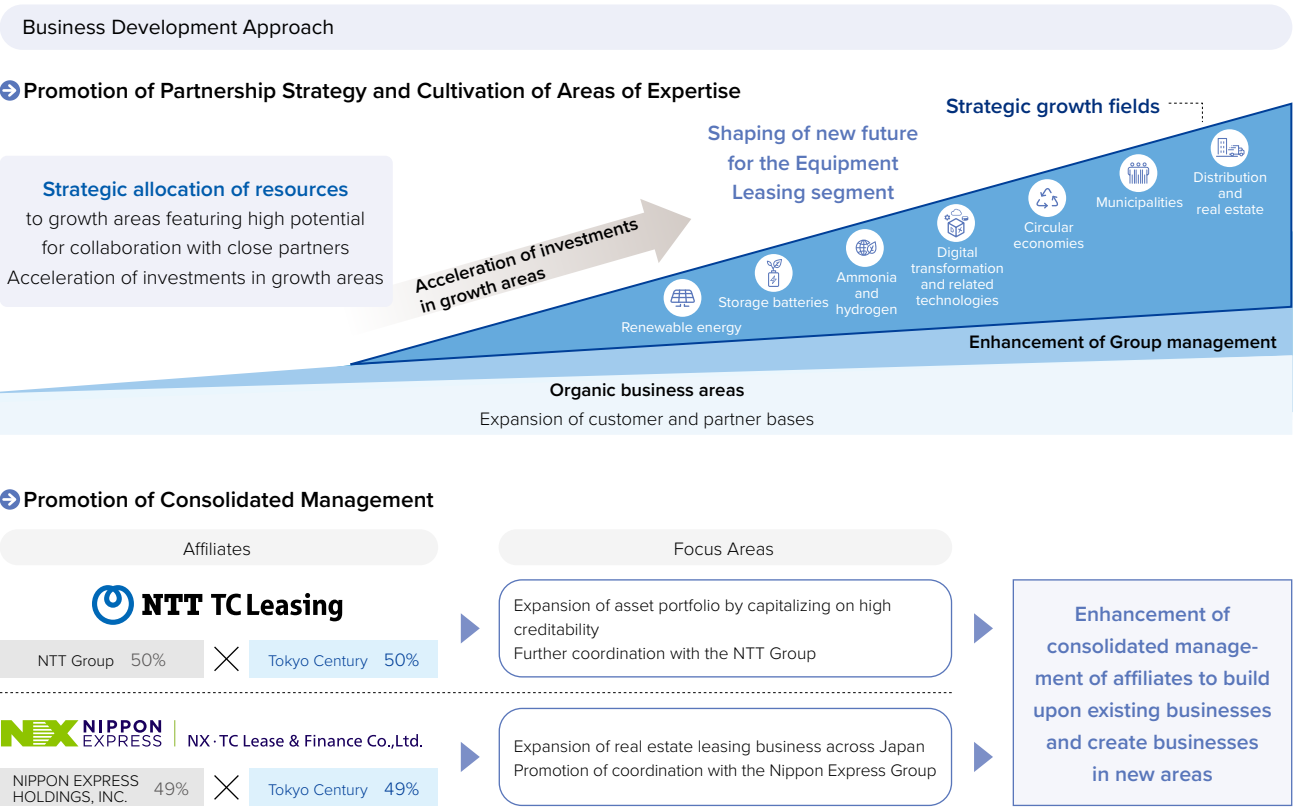 Business Development Approach
Promotion of Partnership Strategy and Cultivation of Areas of Expertise
Strategic allocation of resources
to growth areas featuring high potential
for collaboration with close partners
Acceleration of investments in growth areas
Acceleration of investments
in growth areas
Shaping of new future
for the Equipment
Leasing segment
Strategic growth fields
Renewable energy
Storage batteries
Ammonia
and
hydrogen
Digital
transformation
and related
technologies
Circular
economies
Municipalities
Distribution
and
real estate
Enhancement of Group management
Organic business areas
Expansion of customer and partner bases
Promotion of Consolidated Management
Affiliates
Focus Areas
NTT TC Leasing
NTT Group 50%
Tokyo Century 50%
Expansion of asset portfolio by capitalizing on high
creditability
Further coordination with the NTT Group
NX NIPPON
EXPRESS
NX・TC Lease & Finance Co.,Ltd.
NIPPON EXPRESS
HOLDINGS, INC. 49%
Tokyo Century 49%
Expansion of real estate leasing business across Japan
Promotion of coordination with the Nippon Express Group
Enhancement of
consolidated manage-
ment of affiliates to build
upon existing businesses
and create businesses
in new areas